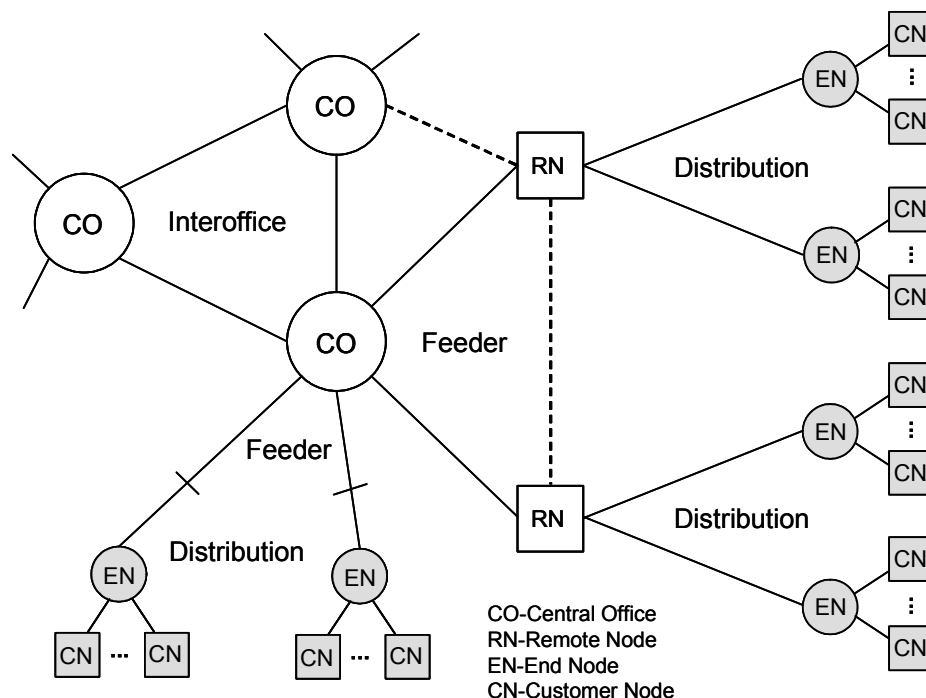 CN
EN
...
CO
CN
RN
Distribution
CN
CO
Interoffice
EN
...
CN
CO
Feeder
CN
EN
...
Feeder
CN
RN
Distribution
Distribution
CN
EN
EN
EN
...
CO-Central Office
CN
RN-Remote Node
CN ... CN
CN ... CN
EN-End Node
CN-Customer Node